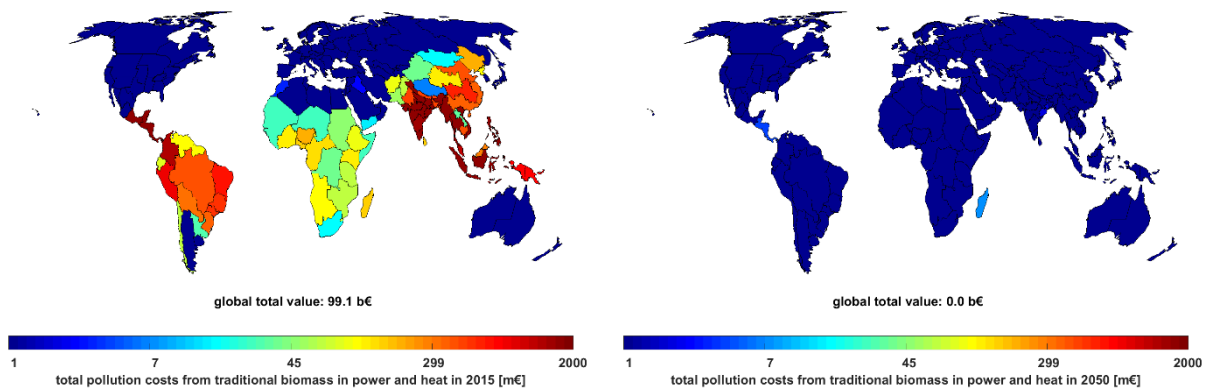 global total value: 99.1 b€
1 7 45 299 2000
total pollution costs from traditional biomass in power and heat in 2015 [m€]
global total value: 0.0 b€
1 7 45 299 2000
total pollution costs from traditional biomass in power and heat in 2050 [m€]